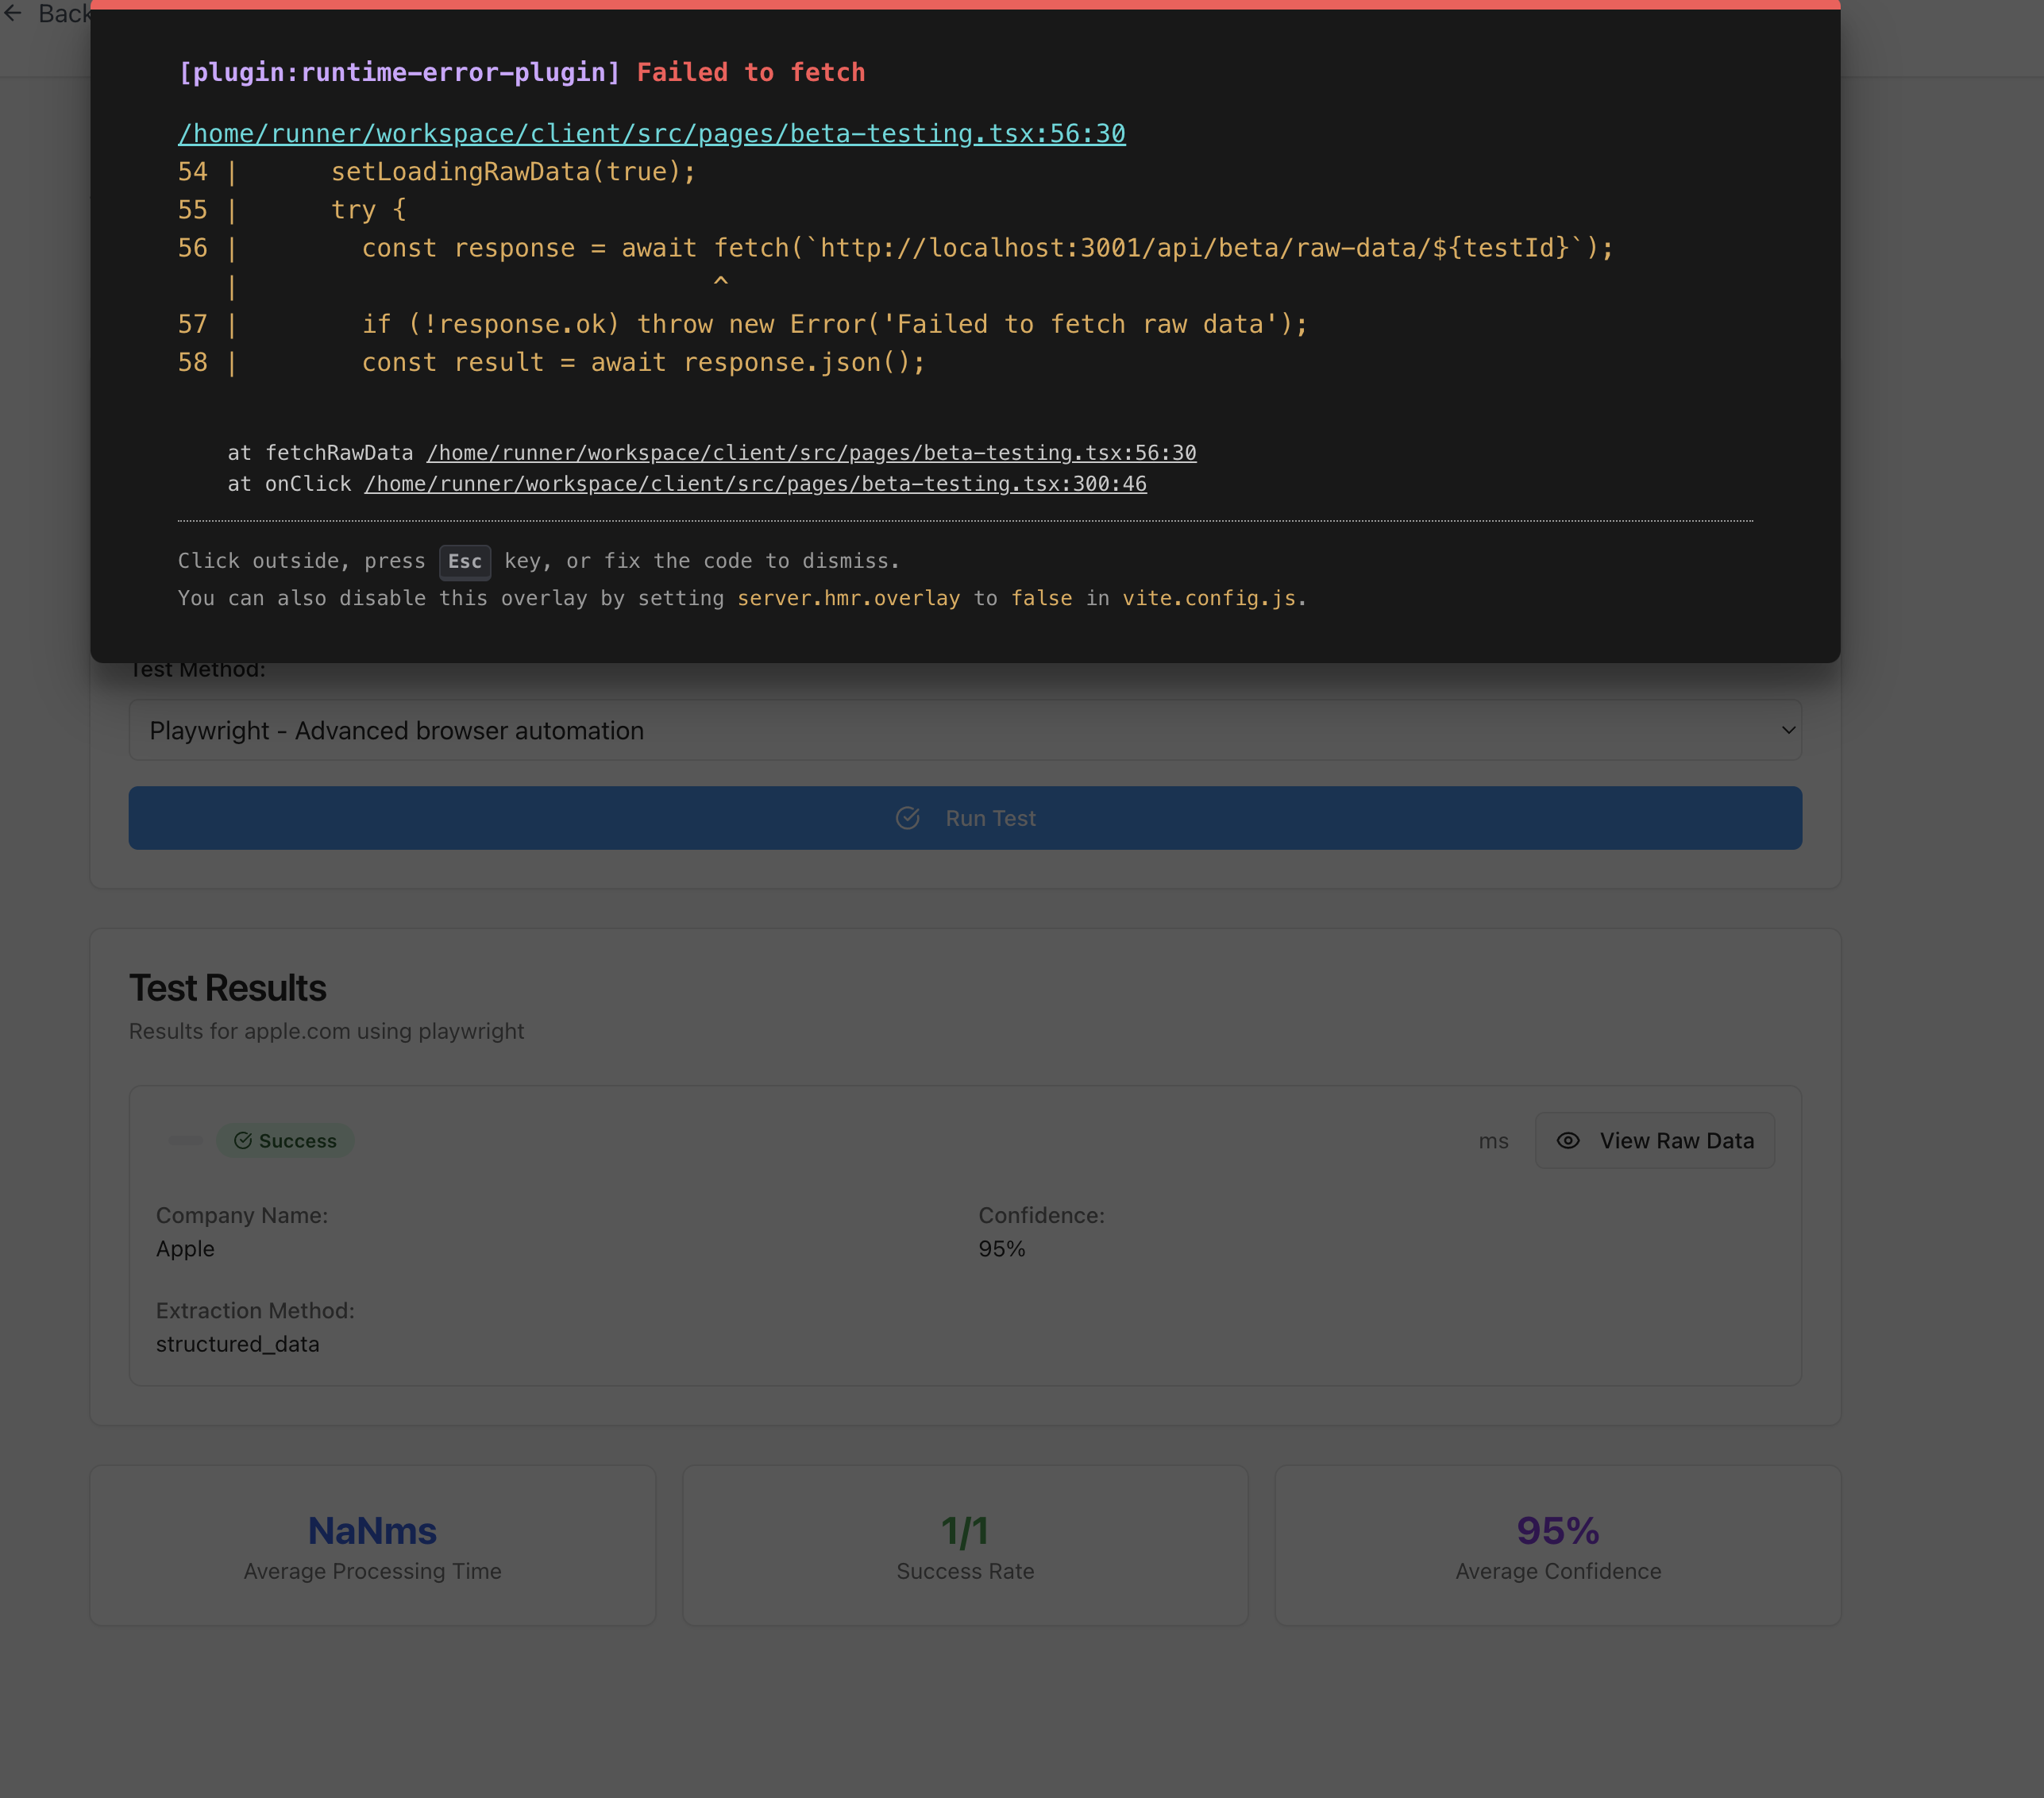 ← Back
[plugin:runtime-error-plugin] Failed to fetch
/home/runner/workspace/client/src/pages/beta-testing.tsx:56:30
54 |      setLoadingRawData(true);
55 |      try {
56 |        const response = await fetch(`http://localhost:3001/api/beta/raw-data/${testId}`);
   |                               ^
57 |        if (!response.ok) throw new Error('Failed to fetch raw data');
58 |        const result = await response.json();
at fetchRawData /home/runner/workspace/client/src/pages/beta-testing.tsx:56:30
at onClick /home/runner/workspace/client/src/pages/beta-testing.tsx:300:46
Click outside, press Esc key, or fix the code to dismiss.
You can also disable this overlay by setting server.hmr.overlay to false in vite.config.js.
Test Method:
Playwright - Advanced browser automation
Run Test
Test Results
Results for apple.com using playwright
Success
ms
View Raw Data
Company Name:
Confidence:
Apple
95%
Extraction Method:
structured_data
NaNms
1/1
95%
Average Processing Time
Success Rate
Average Confidence